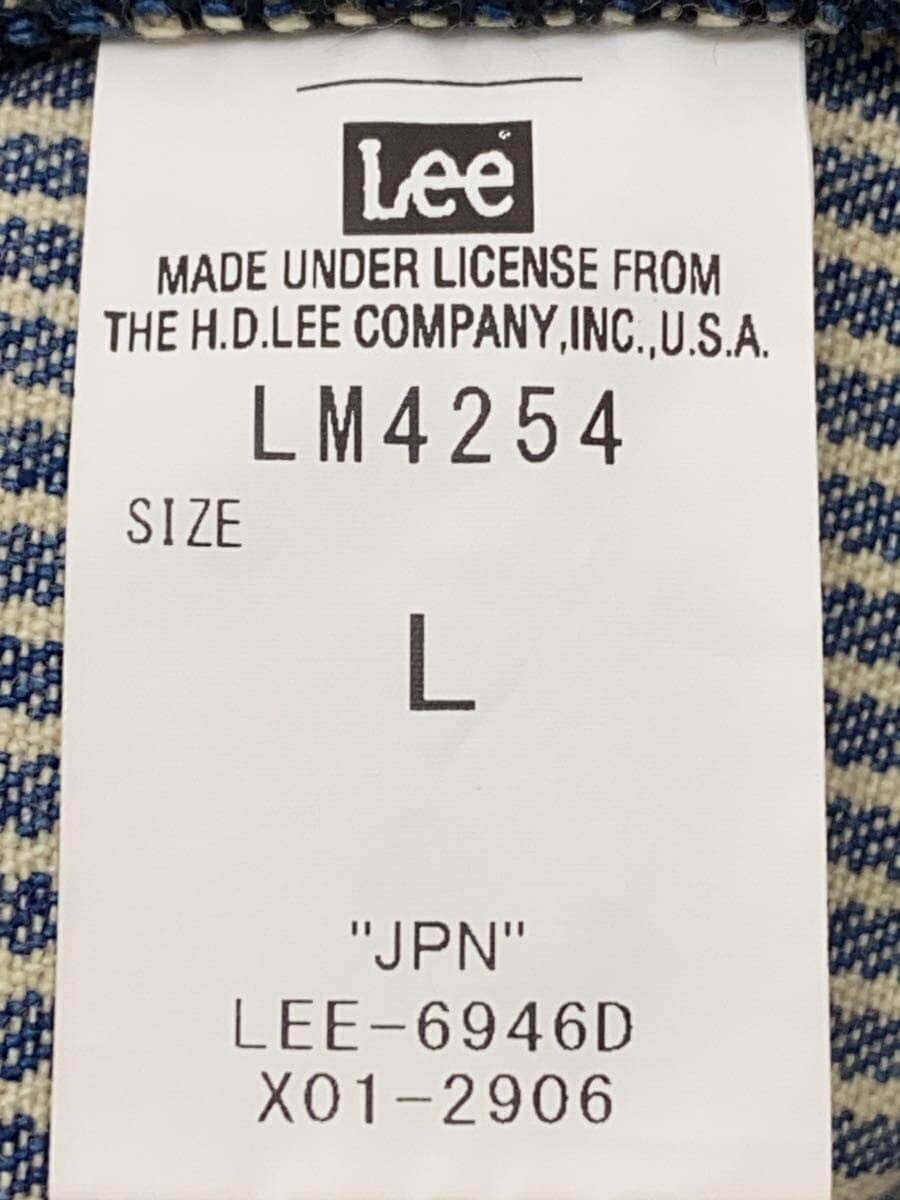 Lee
MADE UNDER LICENSE FROM
THE H.D.LEE COMPANY,INC.,U.S.A.
LM4254
SIZE
L
"JPN"
LEE-6946D
X01-2906